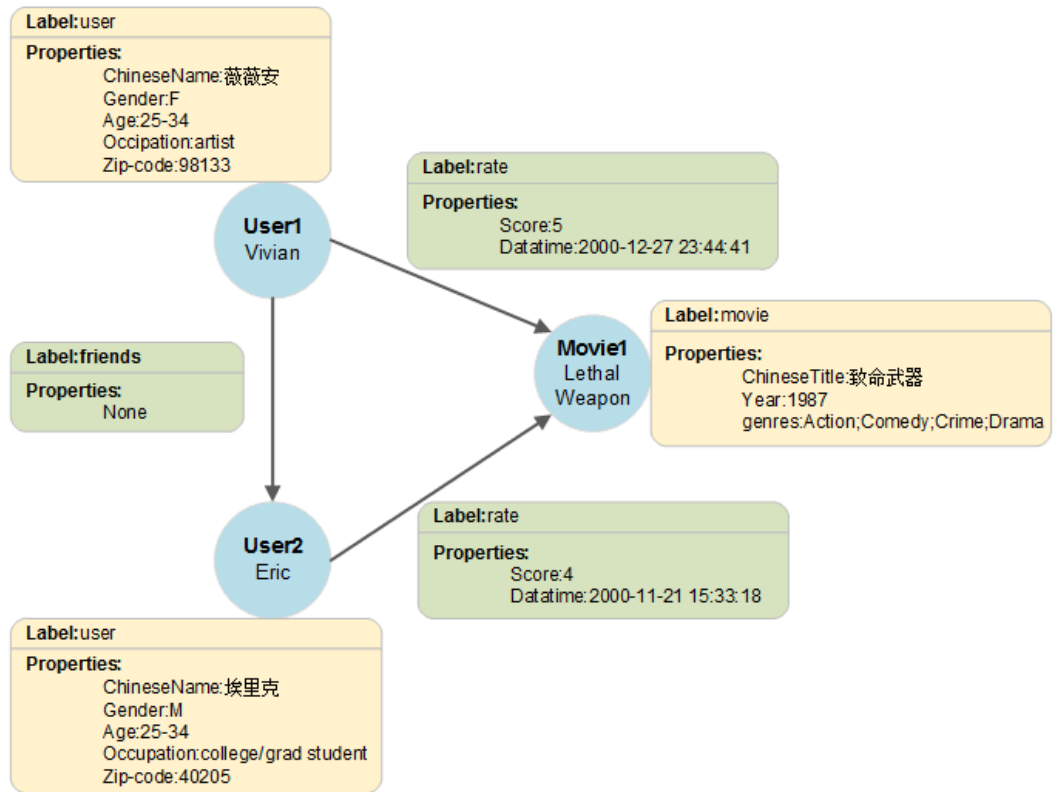 Label:user
Properties:
ChineseName:薇薇安
Gender:F
Age:25-34
Occipation:artist
Zip-code:98133
User1
Vivian
Label:rate
Properties:
Score:5
Datatime:2000-12-27 23:44:41
Label:friends
Properties:
None
Movie1
Lethal
Weapon
Label:movie
Properties:
ChineseTitle:致命武器
Year:1987
genres:Action;Comedy;Crime;Drama
User2
Eric
Label:rate
Properties:
Score:4
Datatime:2000-11-21 15:33:18
Label:user
Properties:
ChineseName:埃里克
Gender:M
Age:25-34
Occupation:college/grad student
Zip-code:40205